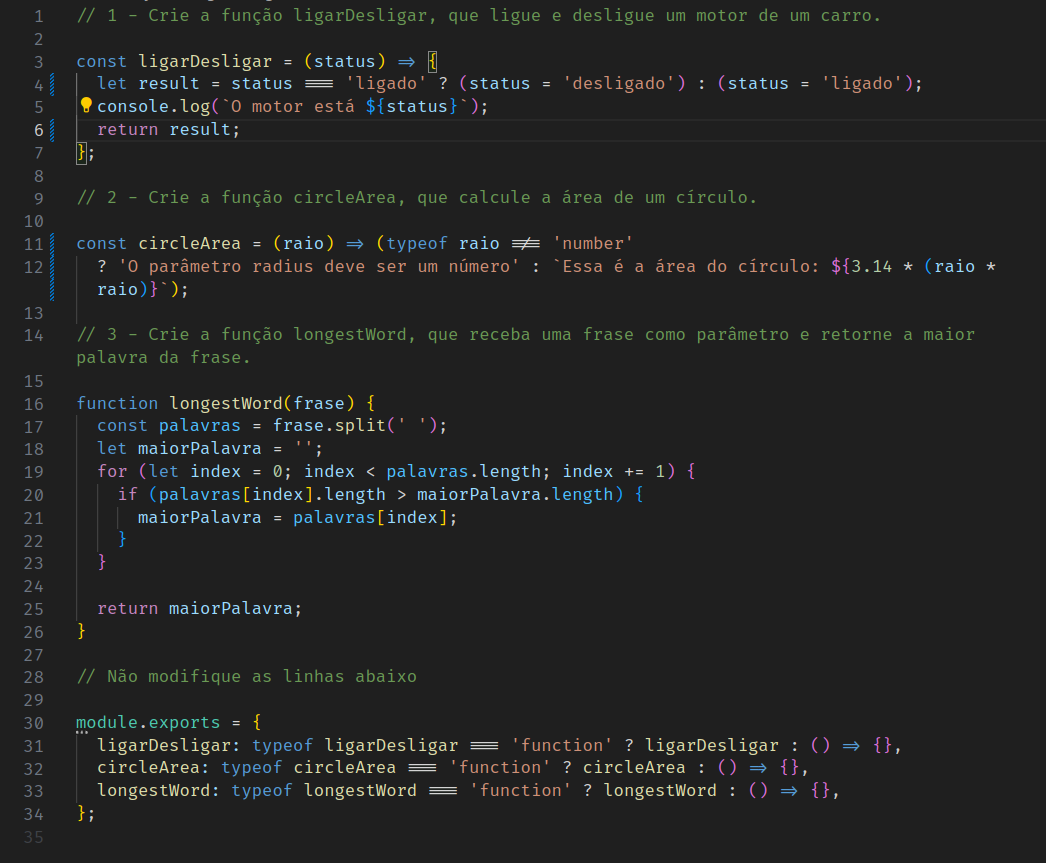 1 // 1 - Crie a função ligarDesligar, que ligue e desligue um motor de um carro.
2
3 const ligarDesligar = (status) => {
4 let result = status === 'ligado' ? (status = 'desligado') : (status = 'ligado');
5 console.log(`O motor está ${status}`);
6 return result;
7 };
8
9 // 2 - Crie a função circleArea, que calcule a área de um círculo.
10
11 const circleArea = (raio) => (typeof raio !== 'number'
12 ? 'O parâmetro radius deve ser um número' : `Essa é a área do círculo: ${3.14 * (raio *
raio)}`);
13
14 // 3 - Crie a função longestWord, que receba uma frase como parâmetro e retorne a maior
palavra da frase.
15
16 function longestWord(frase) {
17 const palavras = frase.split(' ');
18 let maiorPalavra = '';
19 for (let index = 0; index < palavras.length; index += 1) {
20 if (palavras[index].length > maiorPalavra.length) {
21 maiorPalavra = palavras[index];
22 }
23 }
24
25 return maiorPalavra;
26 }
27
28 // Não modifique as linhas abaixo
29
30 module.exports = {
31 ligarDesligar: typeof ligarDesligar === 'function' ? ligarDesligar : () => {},
32 circleArea: typeof circleArea === 'function' ? circleArea : () => {},
33 longestWord: typeof longestWord === 'function' ? longestWord : () => {},
34 };
35